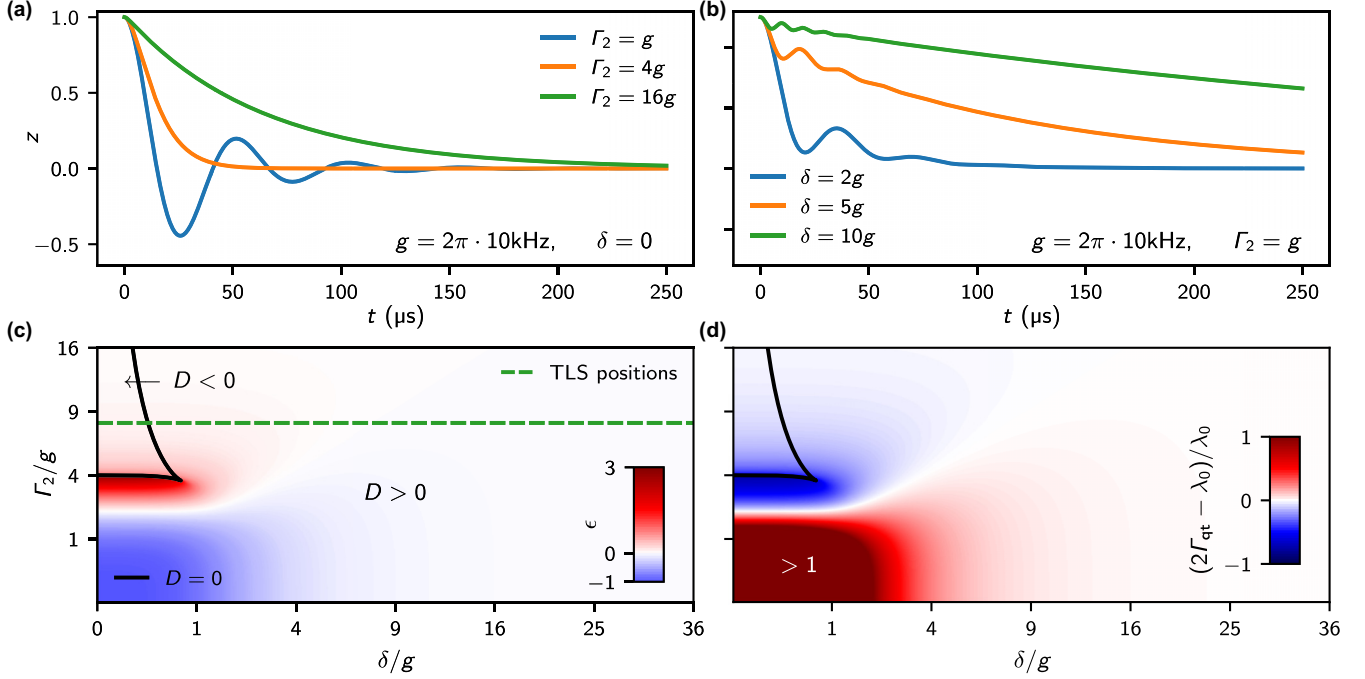 (a)
1.0
0.5
0.0
−0.5
z
Γ₂ = g
Γ₂ = 4g
Γ₂ = 16g
g = 2π · 10kHz, δ = 0
0 50 100 150 200 250
t (µs)
(b)
δ = 2g
δ = 5g
δ = 10g
g = 2π · 10kHz, Γ₂ = g
0 50 100 150 200 250
t (µs)
(c)
16
9
4
1
Γ₂/g
← D < 0
TLS positions
D > 0
D = 0
ϵ
3
0
−1
0 1 4 9 16 25 36
δ/g
(d)
> 1
(2Γqt − λ₀)/λ₀
1
0
−1
1 4 9 16 25 36
δ/g